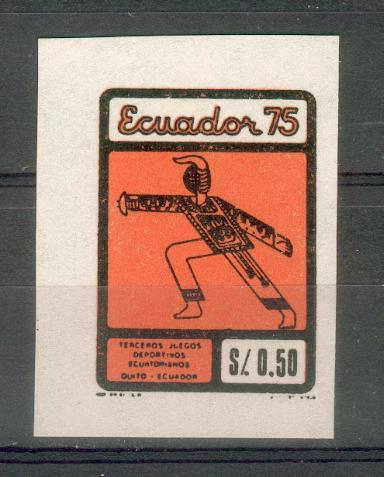 Ecuador 75
TERCEROS JUEGOS
DEPORTIVOS
ECUATORIANOS
QUITO - ECUADOR
S/. 0.50